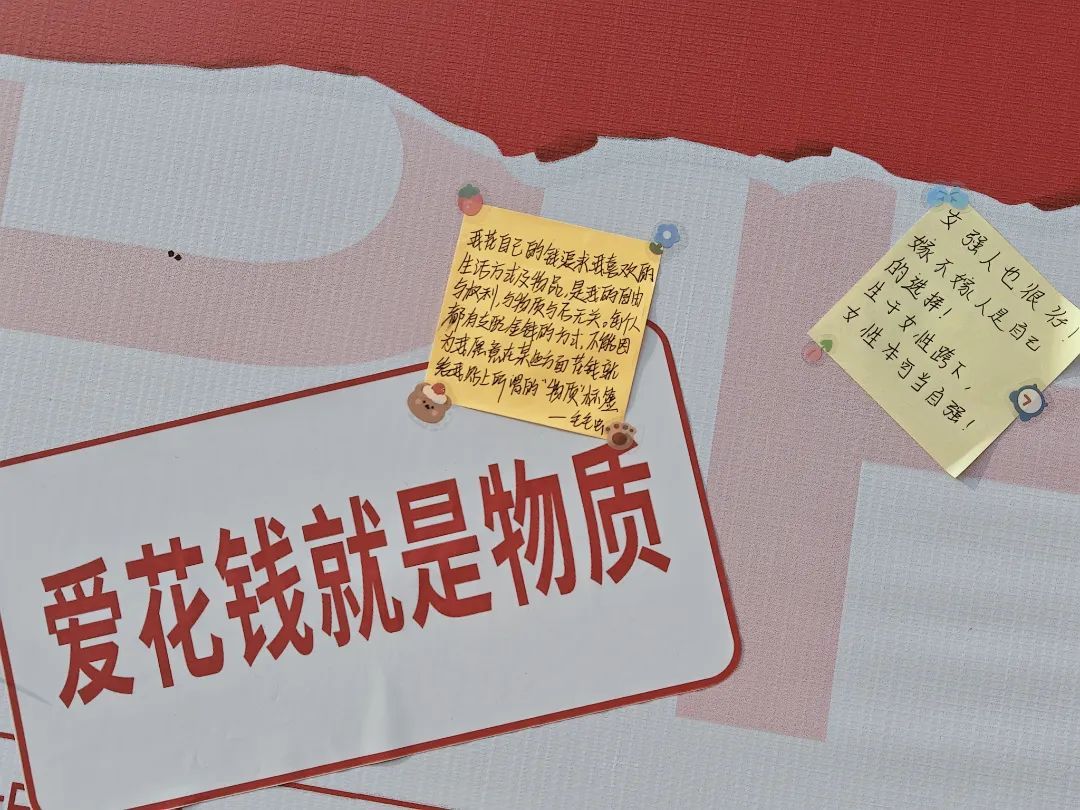 我花自己的钱追求我喜欢的
生活方式及物品,是我的自由
与权利,与物质与否无关。每个人
都有支配金钱的方式,不能因
为我愿意在某些方面花钱就
给我贴上所谓的“物质”标签
—毛毛虫
女强人也很行!
嫁不嫁人是自己
的选择!
生于女性胯下,
女性本可当自强!
爱花钱就是物质